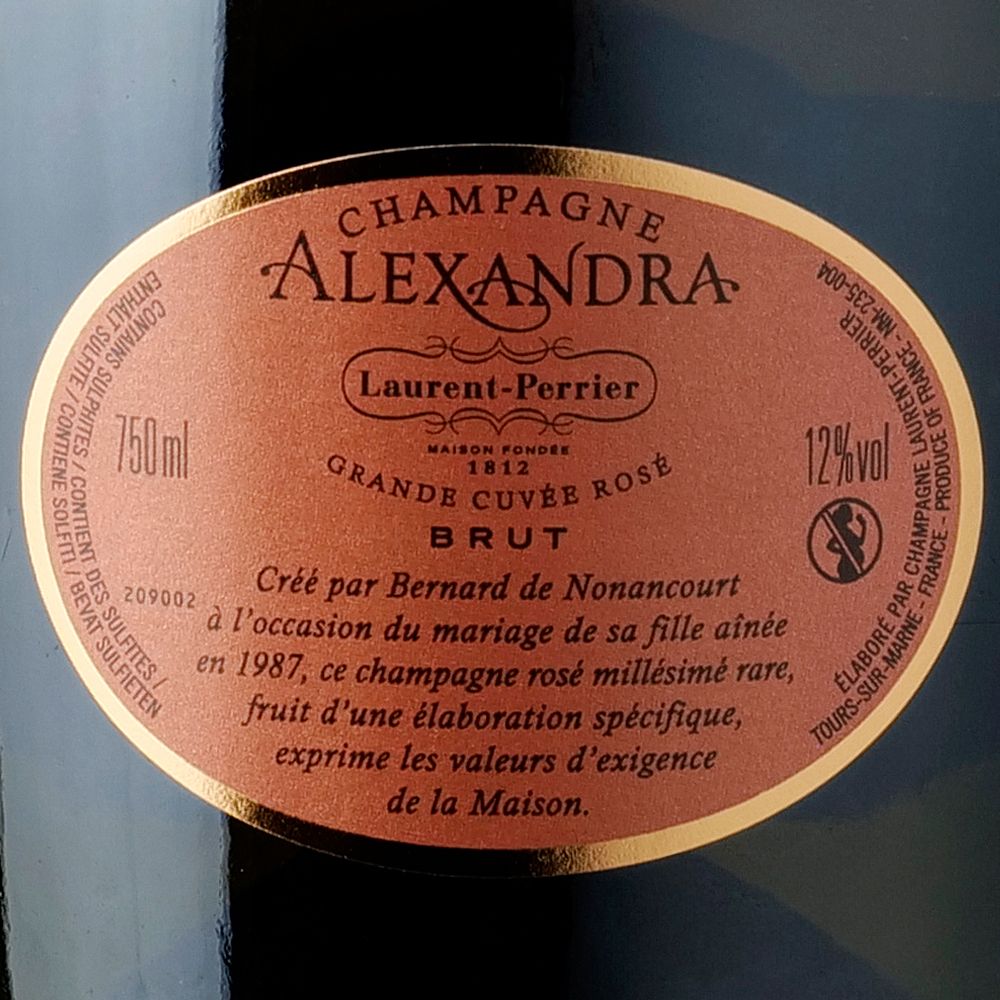 CHAMPAGNE
ALEXANDRA
Laurent-Perrier
MAISON FONDÉE
1812
GRANDE CUVÉE ROSÉ
BRUT
Créé par Bernard de Nonancourt
à l'occasion du mariage de sa fille aînée
en 1987, ce champagne rosé millésimé rare,
fruit d'une élaboration spécifique,
exprime les valeurs d'exigence
de la Maison.
750 ml
209002
CONTAINS SULPHITES / CONTIENT DES SULFITES /
ENTHÄLT SULFITE / CONTIENE SOLFITI / BEVAT SULFIETEN
12%vol
ÉLABORÉ PAR CHAMPAGNE LAURENT-PERRIER
TOURS-SUR-MARNE - FRANCE - PRODUCE OF FRANCE - NM-235-004